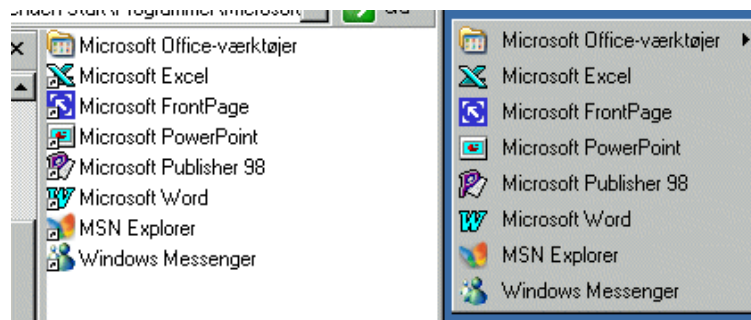 Microsoft Office-værktøjer
Microsoft Excel
Microsoft FrontPage
Microsoft PowerPoint
Microsoft Publisher 98
Microsoft Word
MSN Explorer
Windows Messenger
Microsoft Office-værktøjer
Microsoft Excel
Microsoft FrontPage
Microsoft PowerPoint
Microsoft Publisher 98
Microsoft Word
MSN Explorer
Windows Messenger